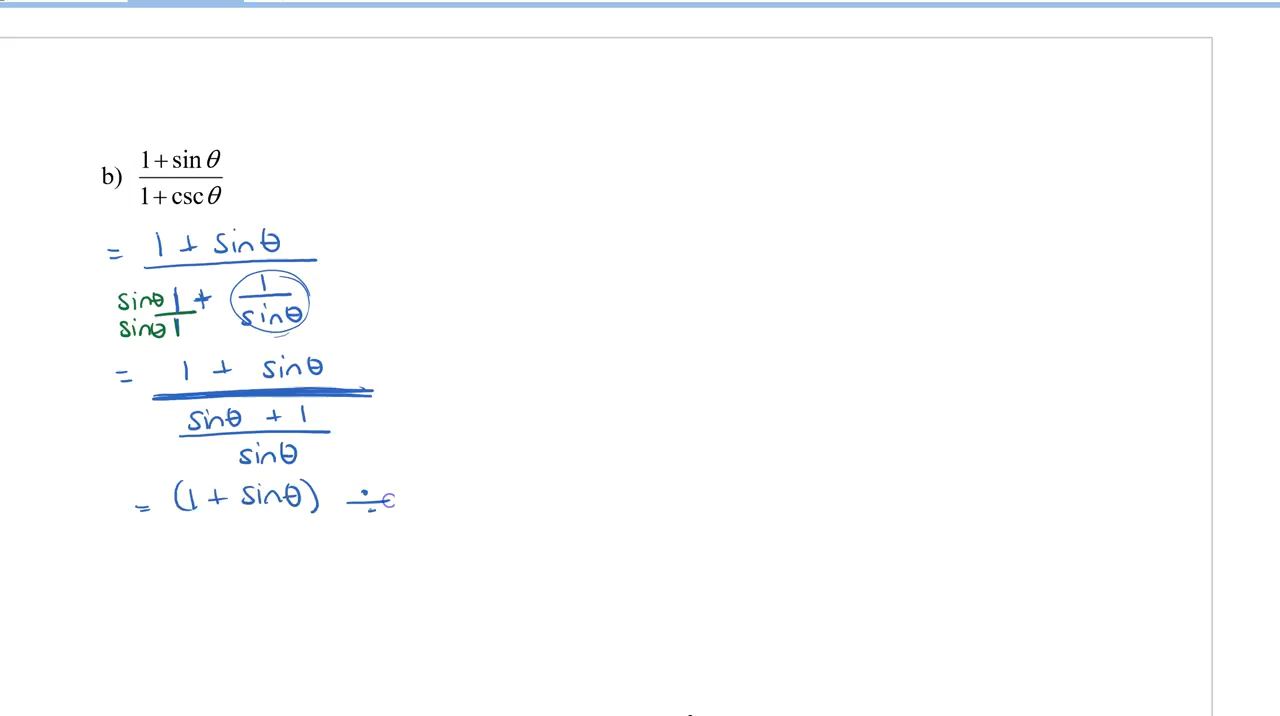 b) 1 + sin θ
1 + csc θ
= 1 + sinθ
sinθ 1 + 1
sinθ 1 sinθ
= 1 + sinθ
sinθ + 1
sinθ
= (1 + sinθ) ÷